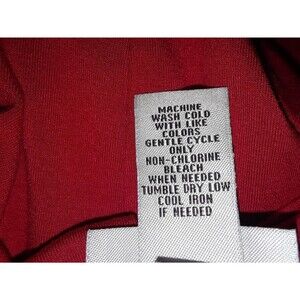 MACHINE
WASH COLD
WITH LIKE
COLORS
GENTLE CYCLE
ONLY
NON-CHLORINE
BLEACH
WHEN NEEDED
TUMBLE DRY LOW
COOL IRON
IF NEEDED